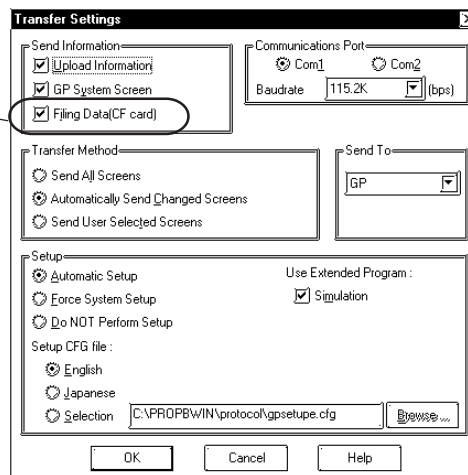 Transfer Settings
Send Information
Communications Port
Upload Information
Com1
Com2
GP System Screen
Baudrate
115.2K
(bps)
Filing Data(CF card)
Transfer Method
Send To
Send All Screens
GP
Automatically Send Changed Screens
Send User Selected Screens
Setup
Automatic Setup
Use Extended Program :
Force System Setup
Simulation
Do NOT Perform Setup
Setup CFG file :
English
Japanese
Selection
C:\PROPBWIN\protocol\gpsetupe.cfg
Browse ...
OK
Cancel
Help